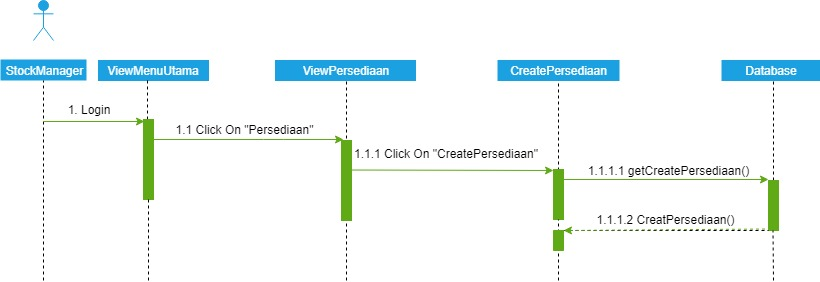 StockManager
ViewMenuUtama
ViewPersediaan
CreatePersediaan
Database
1. Login
1.1 Click On "Persediaan"
1.1.1 Click On "CreatePersediaan"
1.1.1.1 getCreatePersediaan()
1.1.1.2 CreatPersediaan()